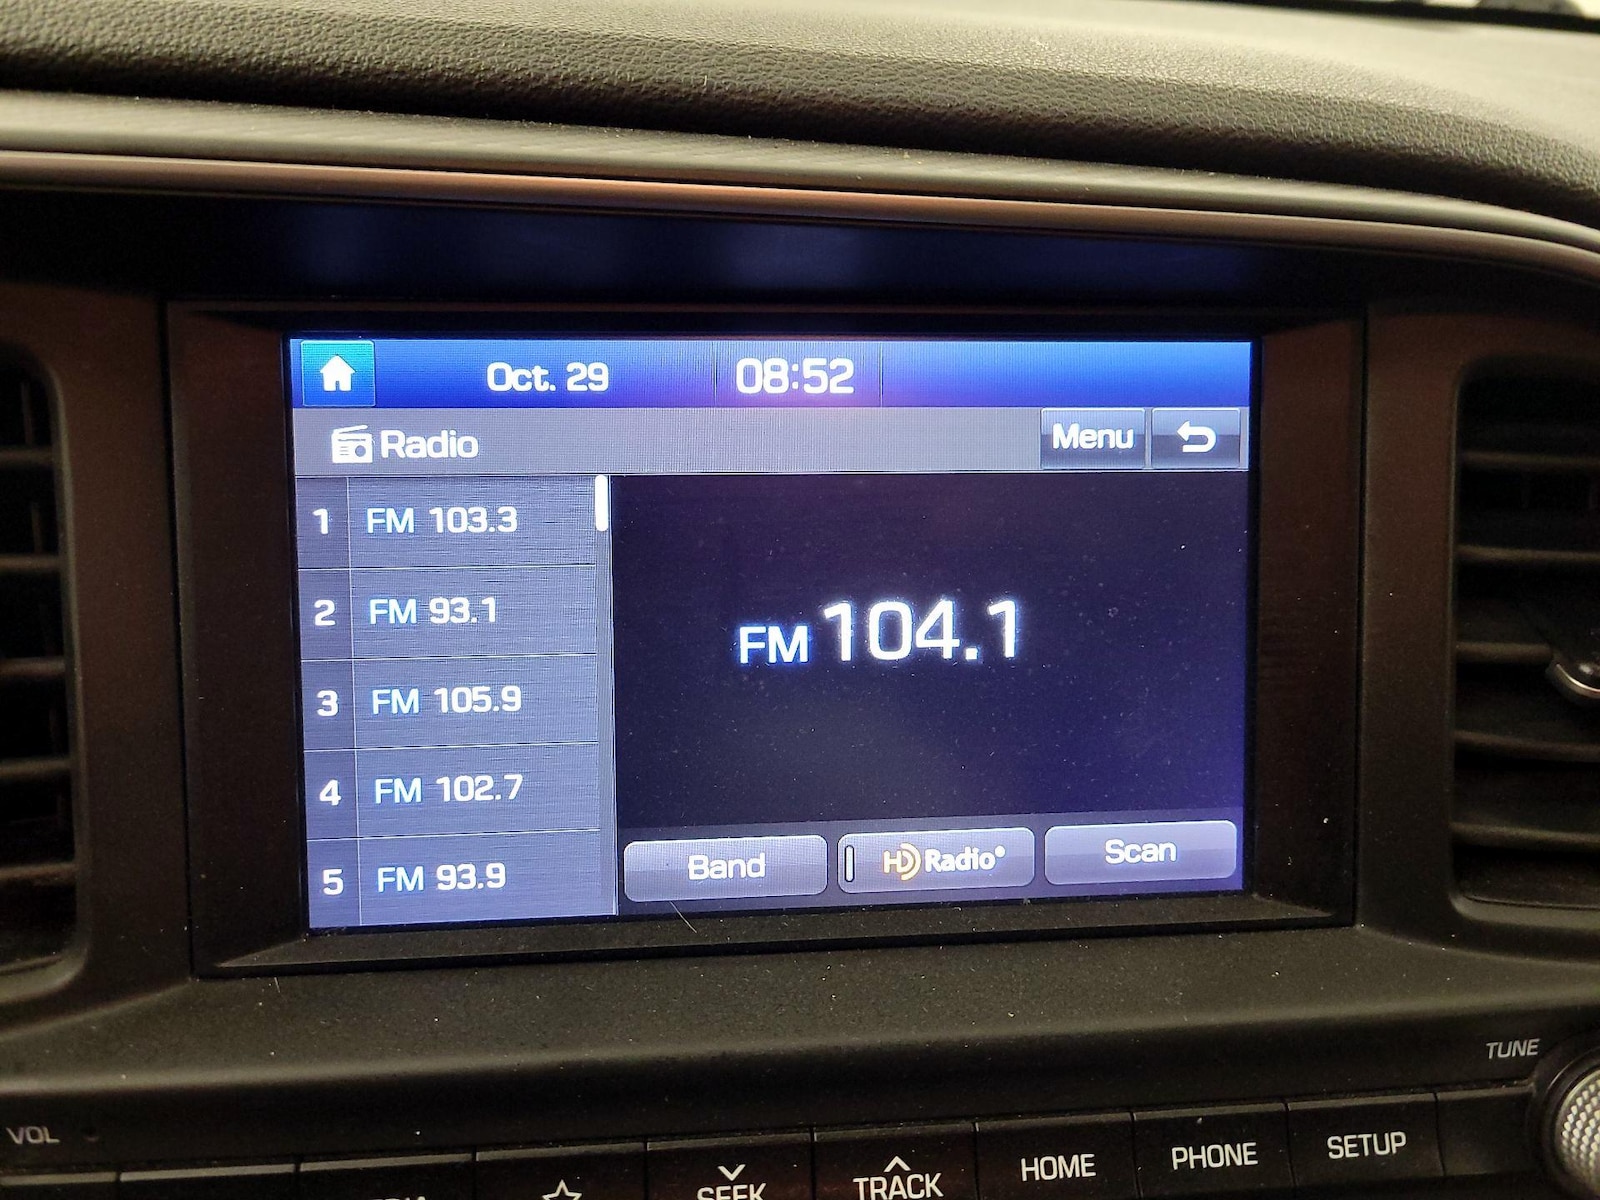 Oct. 29 08:52
Radio Menu
1 FM 103.3
2 FM 93.1
3 FM 105.9
4 FM 102.7
5 FM 93.9
FM 104.1
Band HD Radio® Scan
TUNE
VOL
SEEK TRACK HOME PHONE SETUP